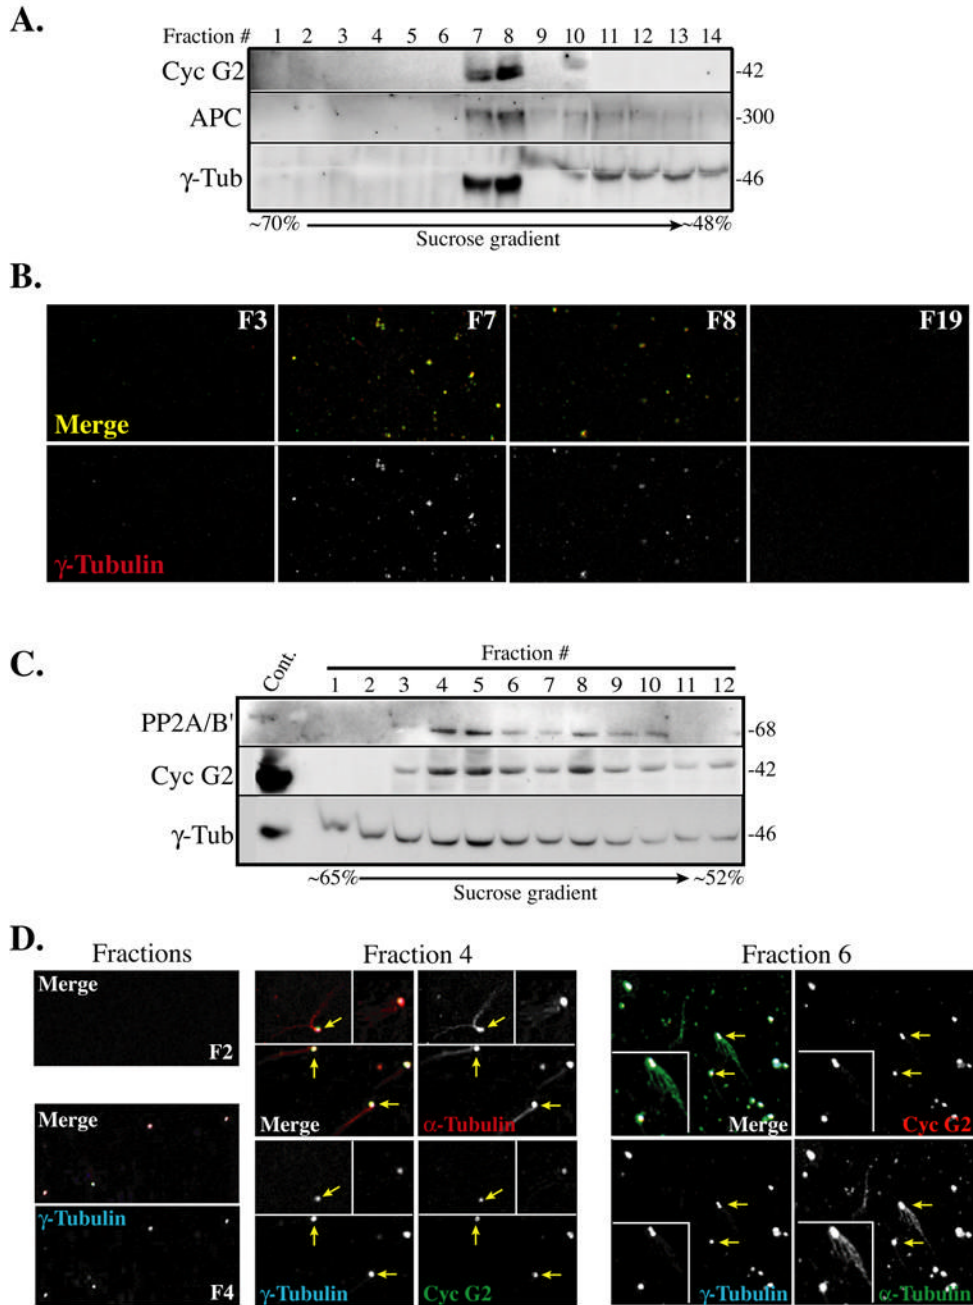 A.
Fraction # 1 2 3 4 5 6 7 8 9 10 11 12 13 14
Cyc G2 -42
APC -300
γ-Tub -46
~70% ~48%
Sucrose gradient
B.
F3 F7 F8 F19
Merge
γ-Tubulin
C.
Fraction #
Cont. 1 2 3 4 5 6 7 8 9 10 11 12
PP2A/B' -68
Cyc G2 -42
γ-Tub -46
~65% ~52%
Sucrose gradient
D.
Fractions Fraction 4 Fraction 6
Merge
F2
Merge
γ-Tubulin
F4
Merge α-Tubulin
γ-Tubulin Cyc G2
Merge Cyc G2
γ-Tubulin α-Tubulin